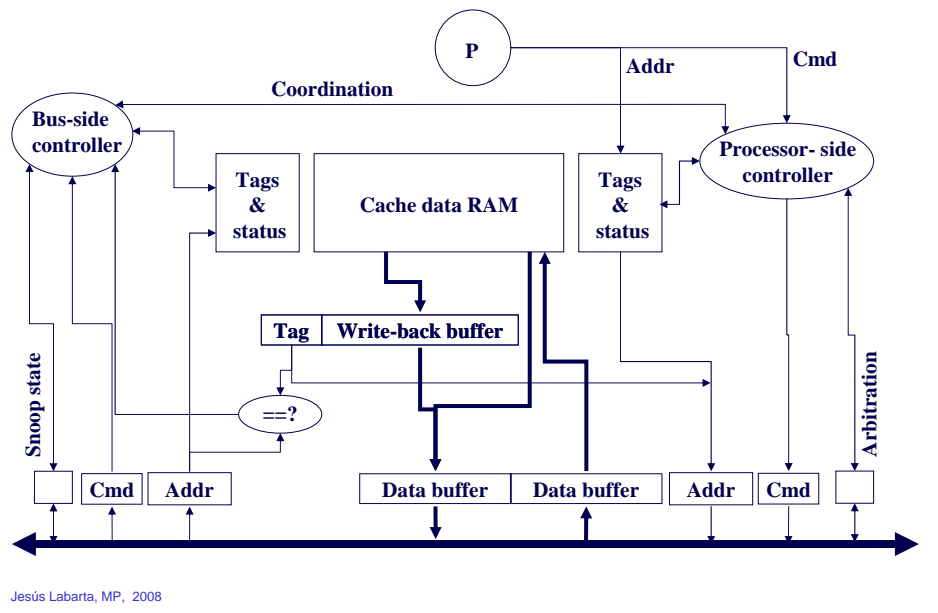 P
Addr
Cmd
Coordination
Bus-side
controller
Processor- side
controller
Tags
&
status
Cache data RAM
Tags
&
status
Tag
Write-back buffer
==?
Snoop state
Arbitration
Cmd
Addr
Data buffer
Data buffer
Addr
Cmd
Jesús Labarta, MP, 2008